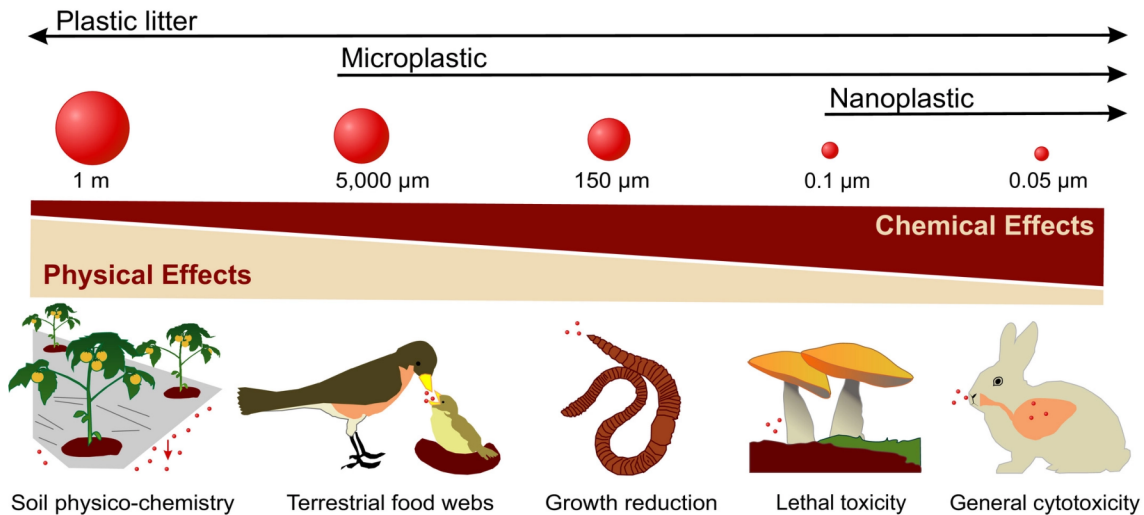 Plastic litter
Microplastic
Nanoplastic
1 m
5,000 µm
150 µm
0.1 µm
0.05 µm
Chemical Effects
Physical Effects
Soil physico-chemistry
Terrestrial food webs
Growth reduction
Lethal toxicity
General cytotoxicity